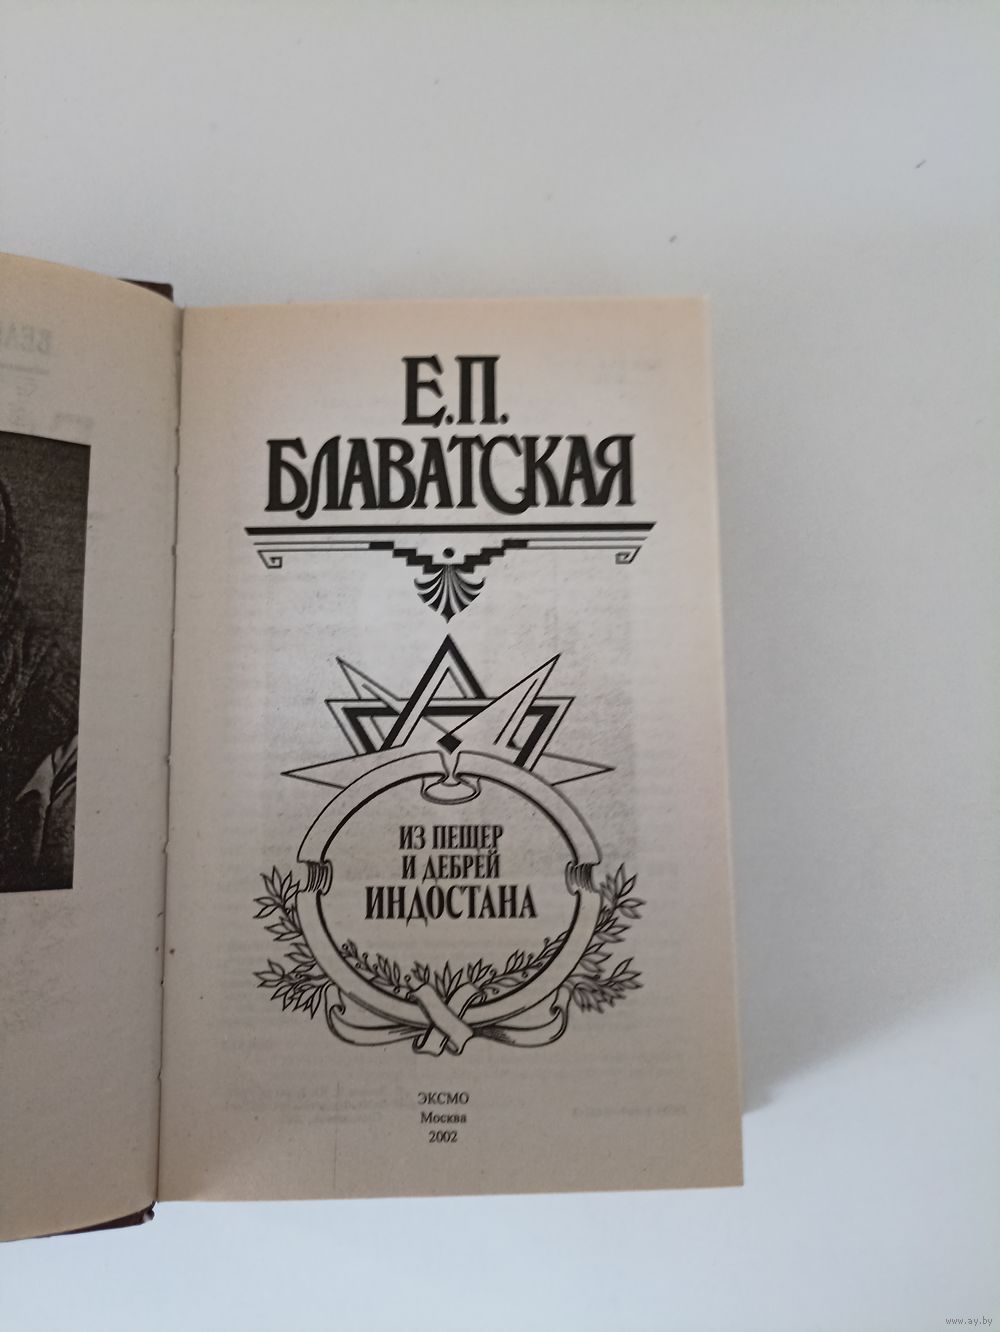 Е.П.
БЛАВАТСКАЯ
ИЗ ПЕЩЕР
И ДЕБРЕЙ
ИНДОСТАНА
ЭКСМО
Москва
2002
www.ay.by